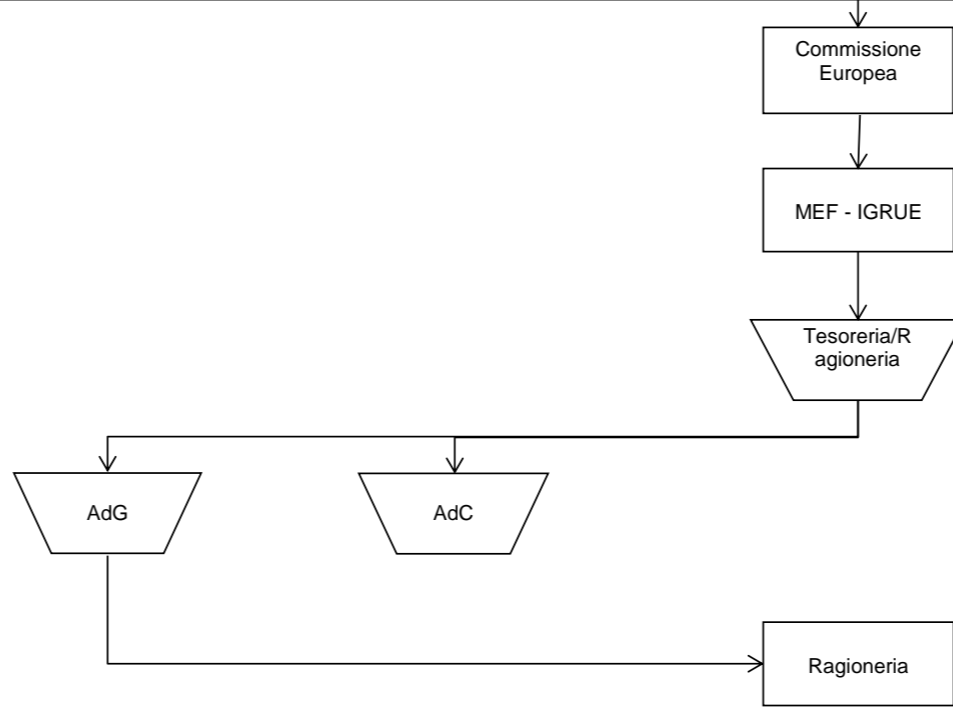 Commissione
Europea
MEF - IGRUE
Tesoreria/R
agioneria
AdG
AdC
Ragioneria